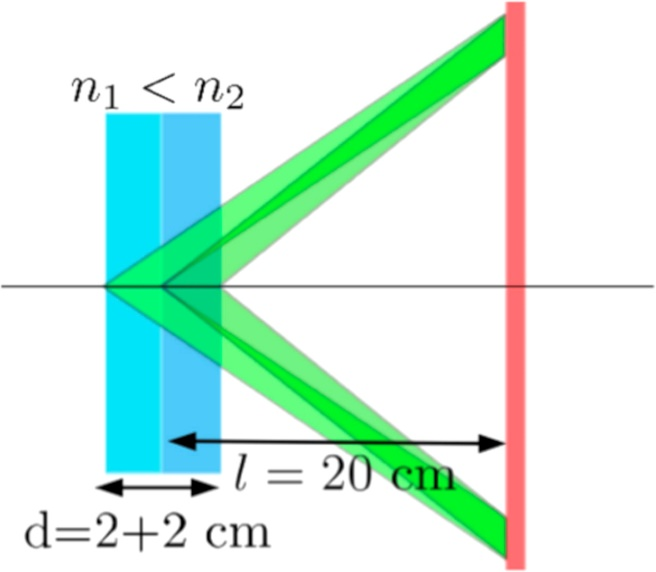 n₁ < n₂
l = 20 cm
d=2+2 cm